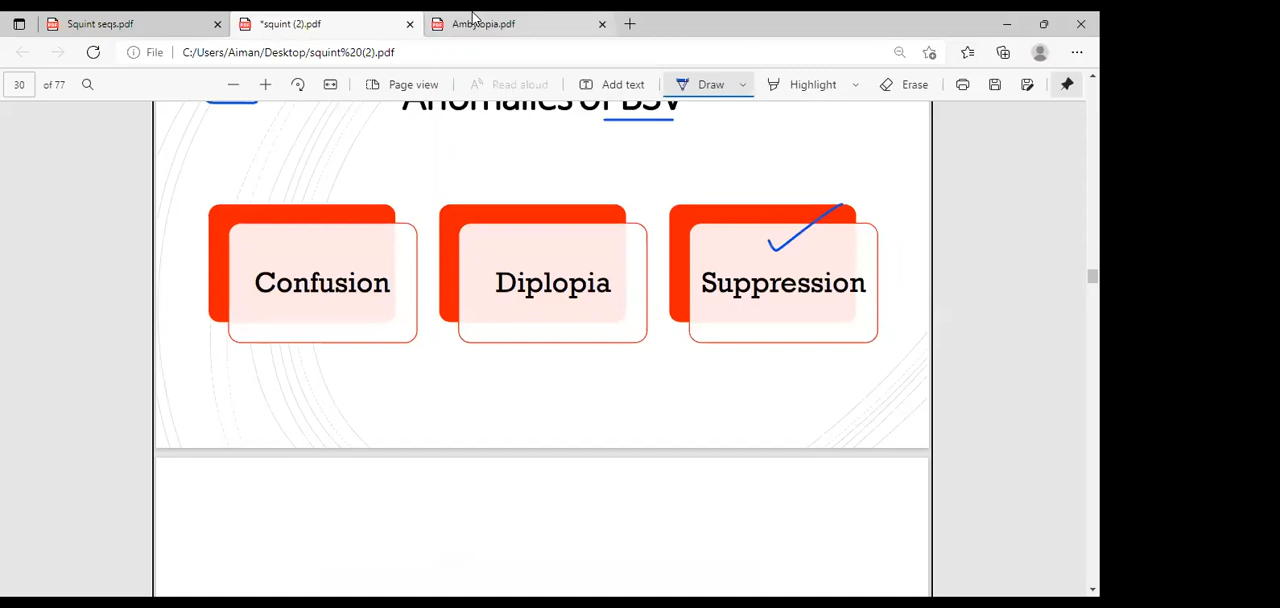 Squint seqs.pdf
*squint (2).pdf
Amblyopia.pdf
File
C:/Users/Aiman/Desktop/squint%20(2).pdf
30 of 77
Page view
Read aloud
Add text
Draw
Highlight
Erase
Anomalies of BSV
Confusion
Diplopia
Suppression